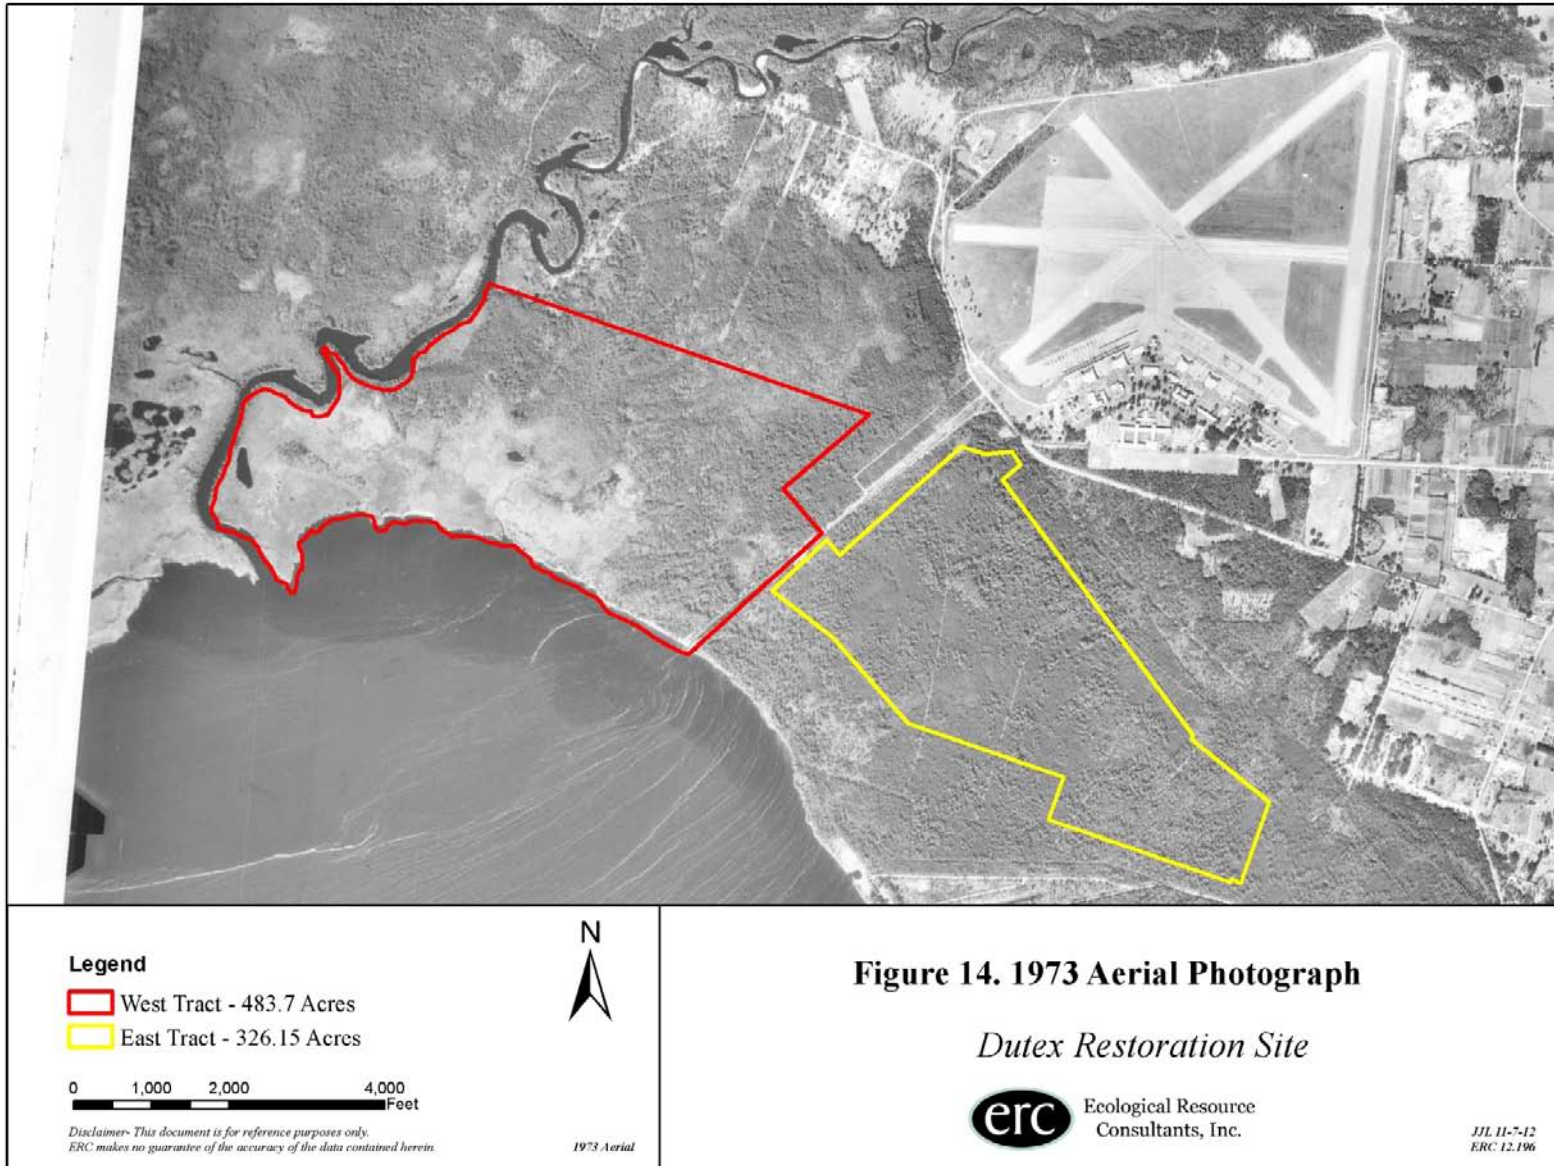 Legend
West Tract - 483.7 Acres
East Tract - 326.15 Acres
0 1,000 2,000 4,000
Feet
Disclaimer- This document is for reference purposes only.
ERC makes no guarantee of the accuracy of the data contained herein.
1973 Aerial
N
Figure 14. 1973 Aerial Photograph
Dutex Restoration Site
erc
Ecological Resource
Consultants, Inc.
JJL 11-7-12
ERC 12.196